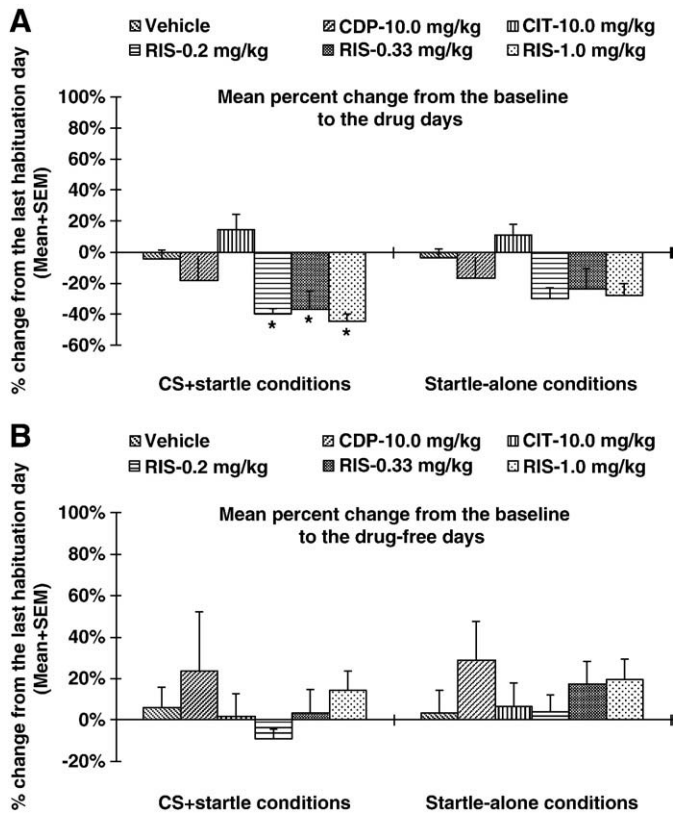 A
Vehicle CDP-10.0 mg/kg CIT-10.0 mg/kg
RIS-0.2 mg/kg RIS-0.33 mg/kg RIS-1.0 mg/kg
% change from the last habituation day
(Mean+SEM)
Mean percent change from the baseline
to the drug days
100%
80%
60%
40%
20%
0%
-20%
-40%
-60%
* * *
CS+startle conditions Startle-alone conditions
B
Vehicle CDP-10.0 mg/kg CIT-10.0 mg/kg
RIS-0.2 mg/kg RIS-0.33 mg/kg RIS-1.0 mg/kg
% change from the last habituation day
(Mean+SEM)
Mean percent change from the baseline
to the drug-free days
100%
80%
60%
40%
20%
0%
-20%
CS+startle conditions Startle-alone conditions